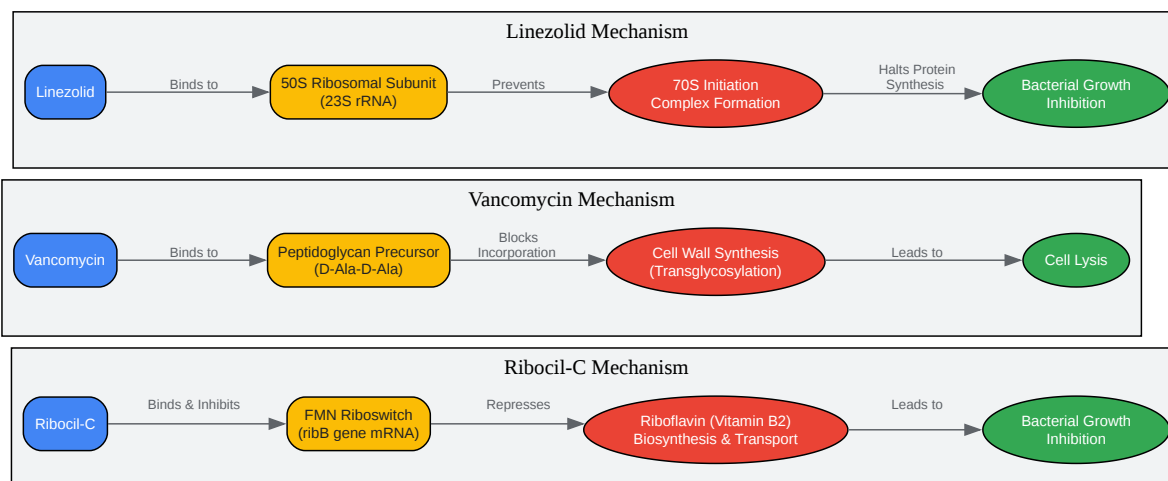 Linezolid Mechanism
Linezolid
Binds to
50S Ribosomal Subunit
(23S rRNA)
Prevents
70S Initiation
Complex Formation
Halts Protein
Synthesis
Bacterial Growth
Inhibition
Vancomycin Mechanism
Vancomycin
Binds to
Peptidoglycan Precursor
(D-Ala-D-Ala)
Blocks
Incorporation
Cell Wall Synthesis
(Transglycosylation)
Leads to
Cell Lysis
Ribocil-C Mechanism
Ribocil-C
Binds & Inhibits
FMN Riboswitch
(ribB gene mRNA)
Represses
Riboflavin (Vitamin B2)
Biosynthesis & Transport
Leads to
Bacterial Growth
Inhibition